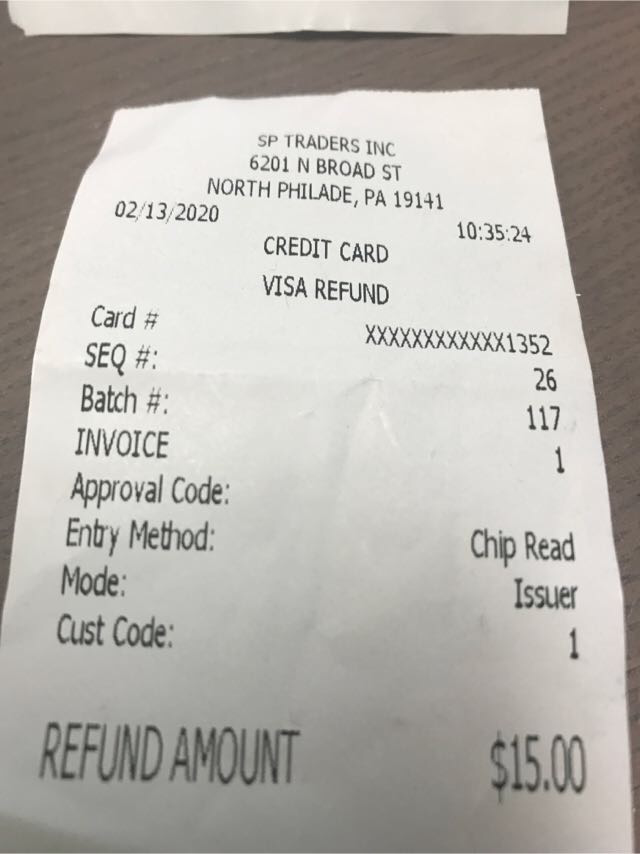 SP TRADERS INC
6201 N BROAD ST
NORTH PHILADE, PA 19141
02/13/2020 10:35:24
CREDIT CARD
VISA REFUND
Card # XXXXXXXXXXXX1352
SEQ #: 26
Batch #: 117
INVOICE 1
Approval Code:
Entry Method: Chip Read
Mode: Issuer
Cust Code: 1
REFUND AMOUNT $15.00